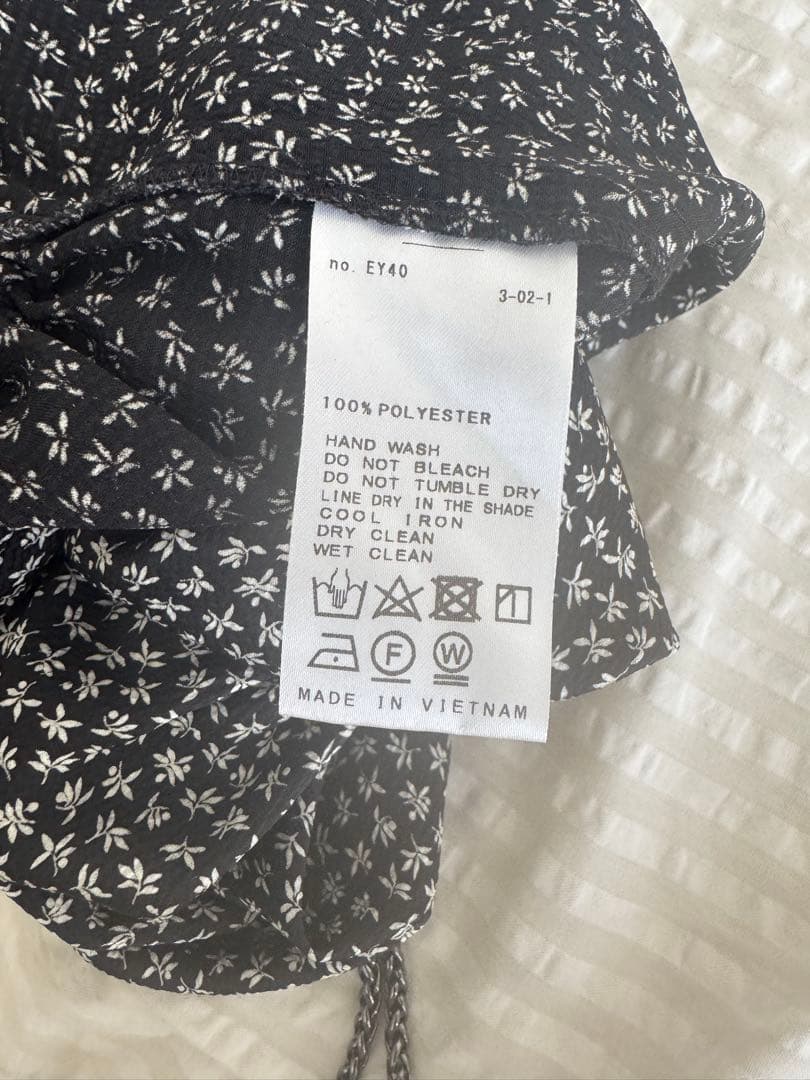 no. EY40
3-02-1
100% POLYESTER
HAND WASH
DO NOT BLEACH
DO NOT TUMBLE DRY
LINE DRY IN THE SHADE
COOL IRON
DRY CLEAN
WET CLEAN
F W
MADE IN VIETNAM